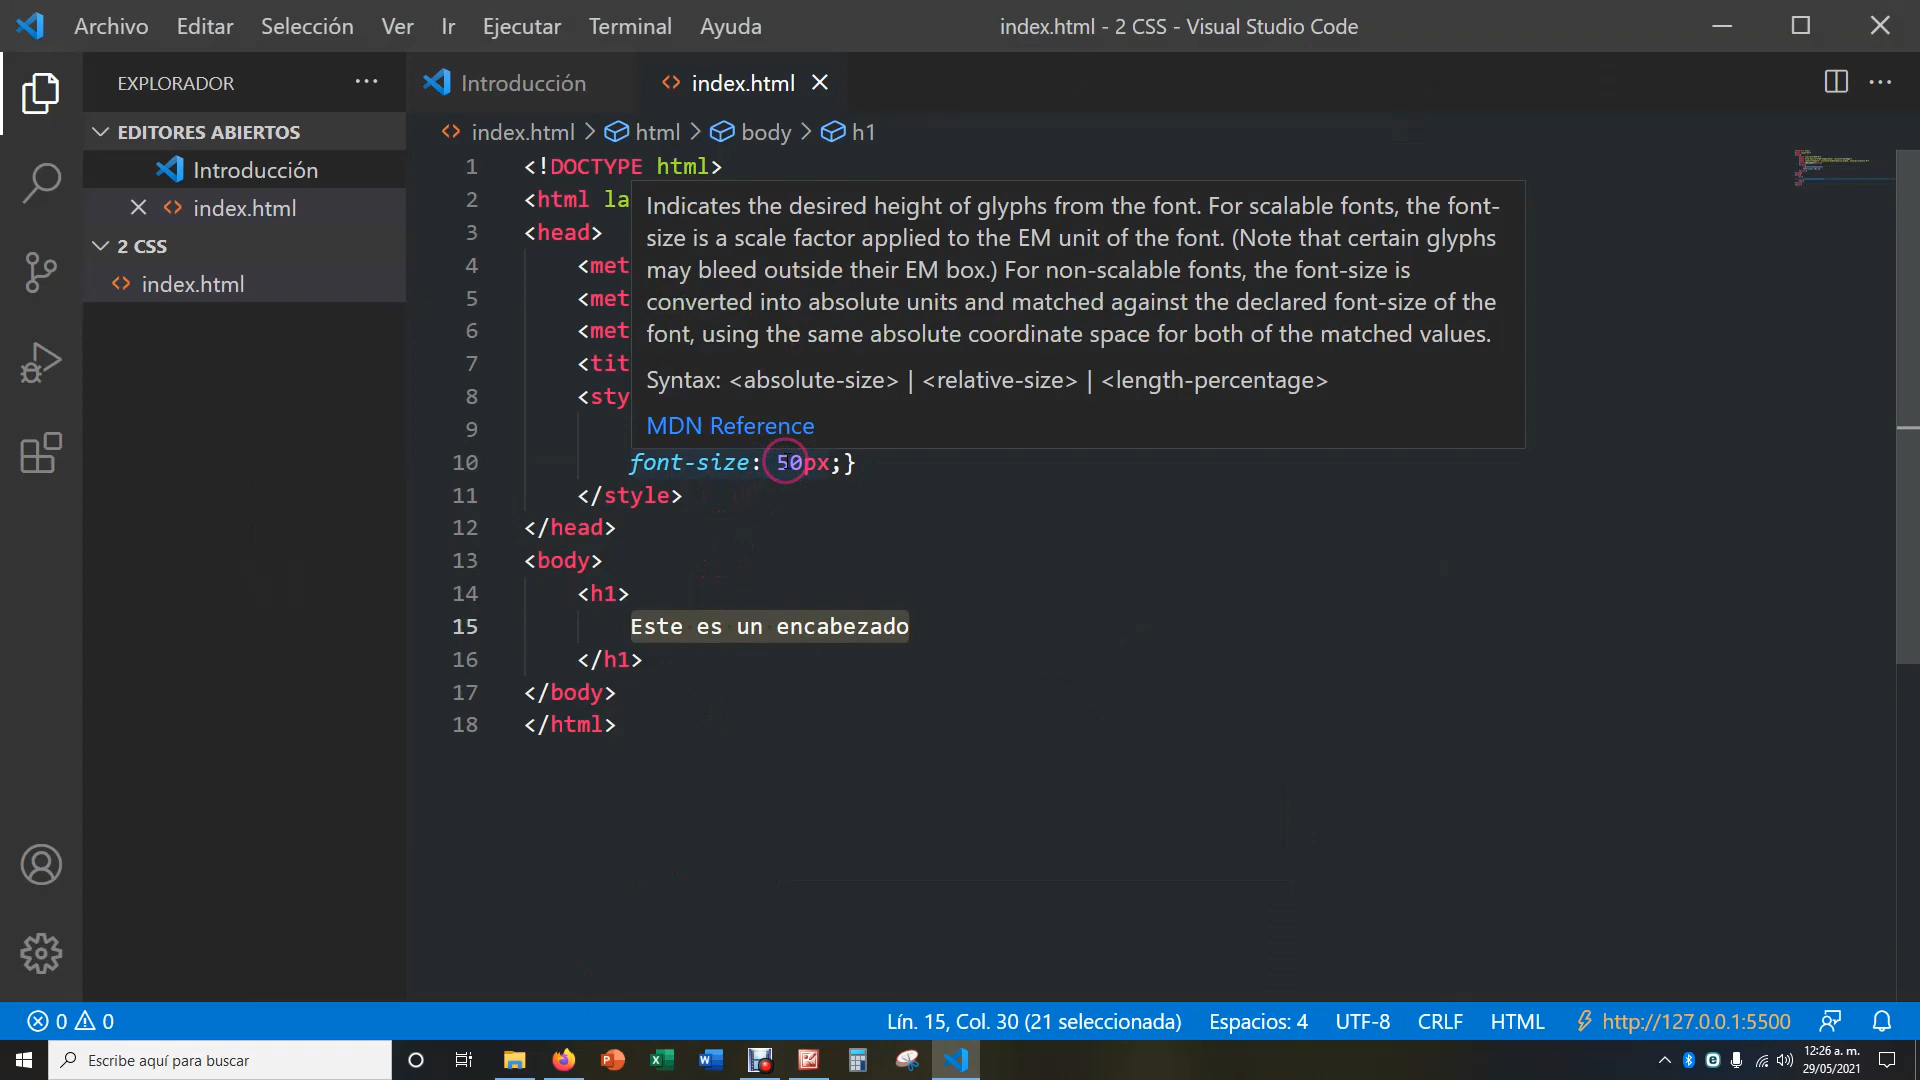 Archivo Editar Selección Ver Ir Ejecutar Terminal Ayuda index.html - 2 CSS - Visual Studio Code
EXPLORADOR
Introducción index.html
EDITORES ABIERTOS
Introducción
index.html
2 CSS
index.html
index.html > html > body > h1
1 <!DOCTYPE html>
2 <html la
3 <head>
4 <met
5 <met
6 <met
7 <tit
8 <sty
9
Indicates the desired height of glyphs from the font. For scalable fonts, the font-
size is a scale factor applied to the EM unit of the font. (Note that certain glyphs
may bleed outside their EM box.) For non-scalable fonts, the font-size is
converted into absolute units and matched against the declared font-size of the
font, using the same absolute coordinate space for both of the matched values.
Syntax: <absolute-size> | <relative-size> | <length-percentage>
MDN Reference
10 font-size: 50px;}
11 </style>
12 </head>
13 <body>
14 <h1>
15 Este es un encabezado
16 </h1>
17 </body>
18 </html>
0 0 Lín. 15, Col. 30 (21 seleccionada) Espacios: 4 UTF-8 CRLF HTML http://127.0.0.1:5500
Escribe aquí para buscar
12:26 a. m.
29/05/2021